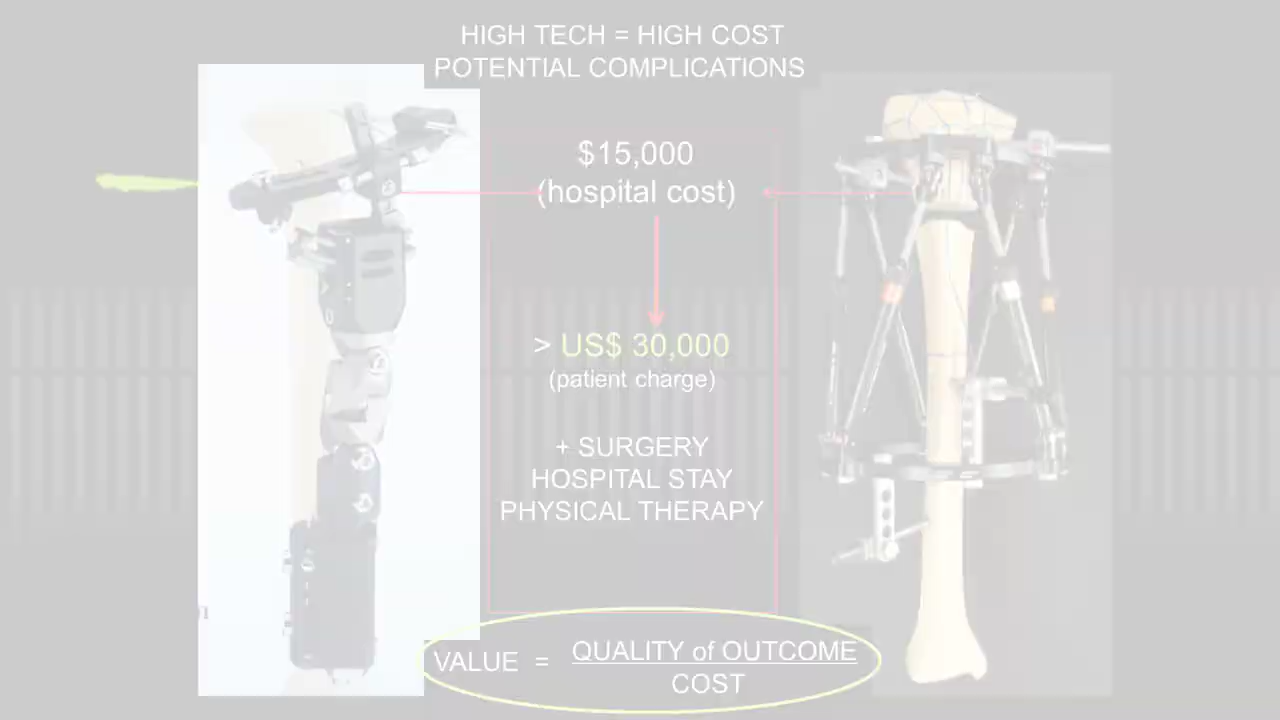 HIGH TECH = HIGH COST
POTENTIAL COMPLICATIONS
$15,000
(hospital cost)
> US$ 30,000
(patient charge)
+ SURGERY
HOSPITAL STAY
PHYSICAL THERAPY
VALUE = QUALITY of OUTCOME
COST